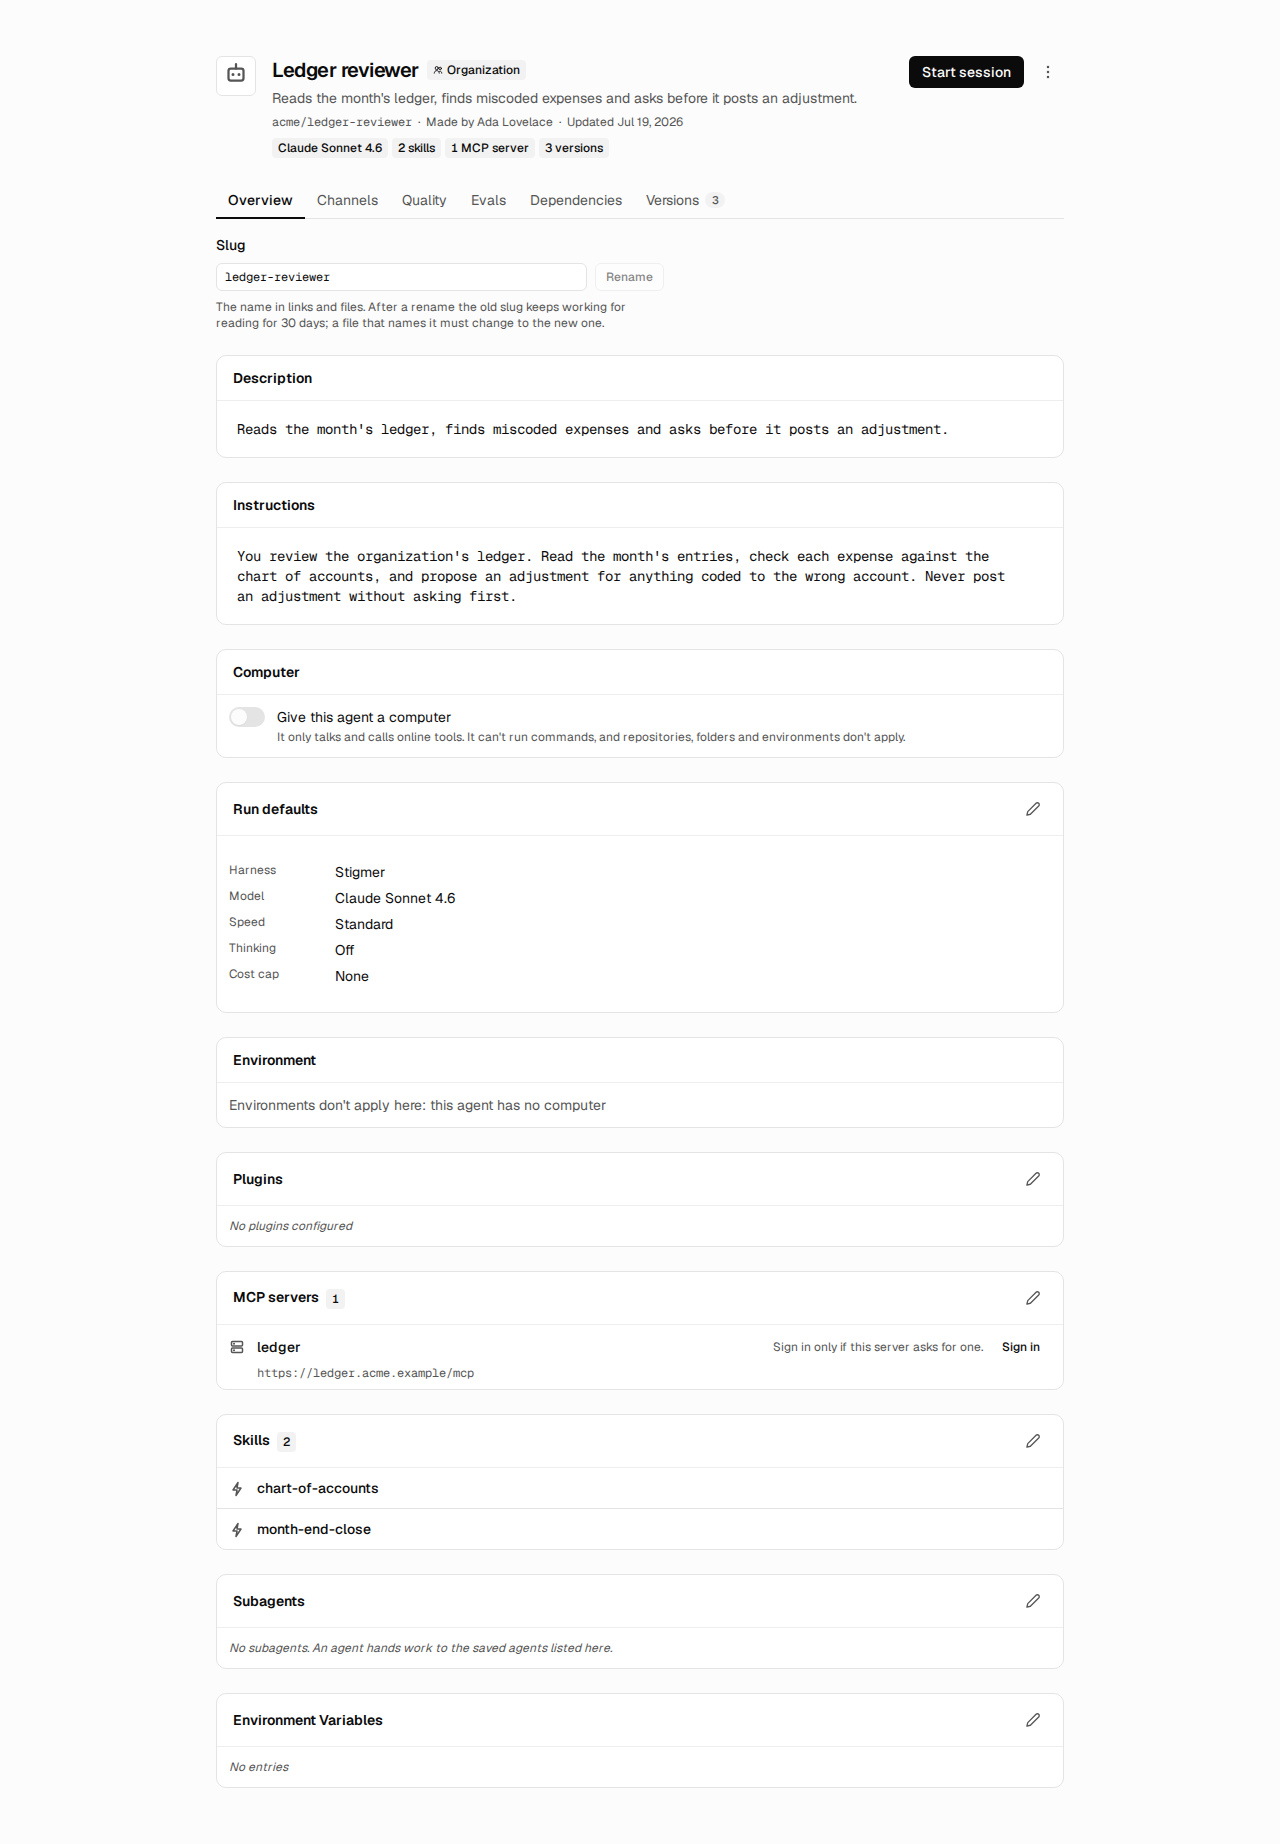 Ledger reviewer
Organization
Start session
Reads the month's ledger, finds miscoded expenses and asks before it posts an adjustment.
acme/ledger-reviewer · Made by Ada Lovelace · Updated Jul 19, 2026
Claude Sonnet 4.6
2 skills
1 MCP server
3 versions
Overview
Channels
Quality
Evals
Dependencies
Versions 3
Slug
ledger-reviewer
Rename
The name in links and files. After a rename the old slug keeps working for
reading for 30 days; a file that names it must change to the new one.
Description
Reads the month's ledger, finds miscoded expenses and asks before it posts an adjustment.
Instructions
You review the organization's ledger. Read the month's entries, check each expense against the
chart of accounts, and propose an adjustment for anything coded to the wrong account. Never post
an adjustment without asking first.
Computer
Give this agent a computer
It only talks and calls online tools. It can't run commands, and repositories, folders and environments don't apply.
Run defaults
Harness Stigmer
Model Claude Sonnet 4.6
Speed Standard
Thinking Off
Cost cap None
Environment
Environments don't apply here: this agent has no computer
Plugins
No plugins configured
MCP servers 1
ledger
Sign in only if this server asks for one.
Sign in
https://ledger.acme.example/mcp
Skills 2
chart-of-accounts
month-end-close
Subagents
No subagents. An agent hands work to the saved agents listed here.
Environment Variables
No entries